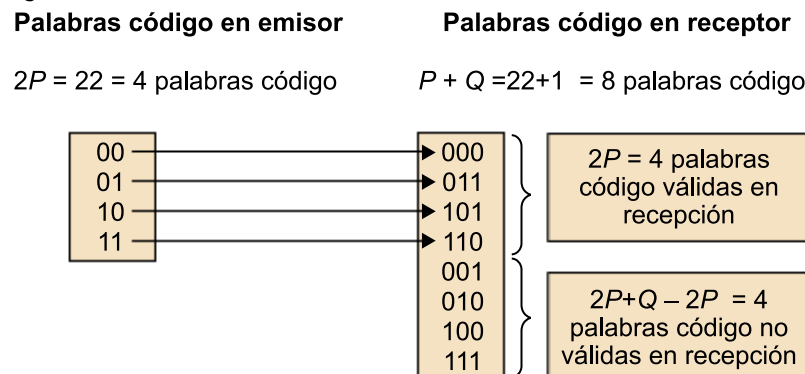 Palabras código en emisor
Palabras código en receptor
2P = 22 = 4 palabras código
P + Q =22+1 = 8 palabras código
00
01
10
11
000
011
101
110
001
010
100
111
2P = 4 palabras
código válidas en
recepción
2P+Q – 2P = 4
palabras código no
válidas en recepción